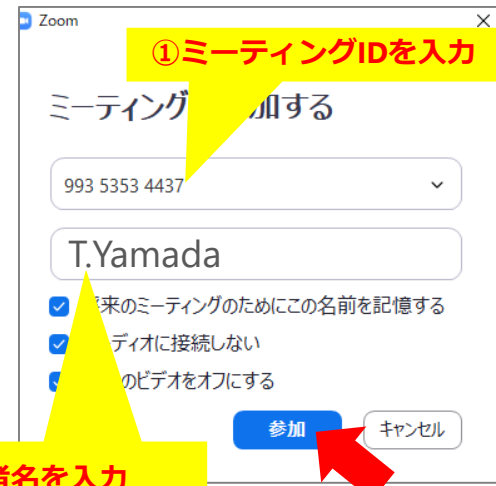 Zoom
①ミーティングIDを入力
ミーティング 加する
993 5353 4437
T.Yamada
来のミーティングのためにこの名前を記憶する
ディオに接続しない
のビデオをオフにする
参加
キャンセル
者名を入力